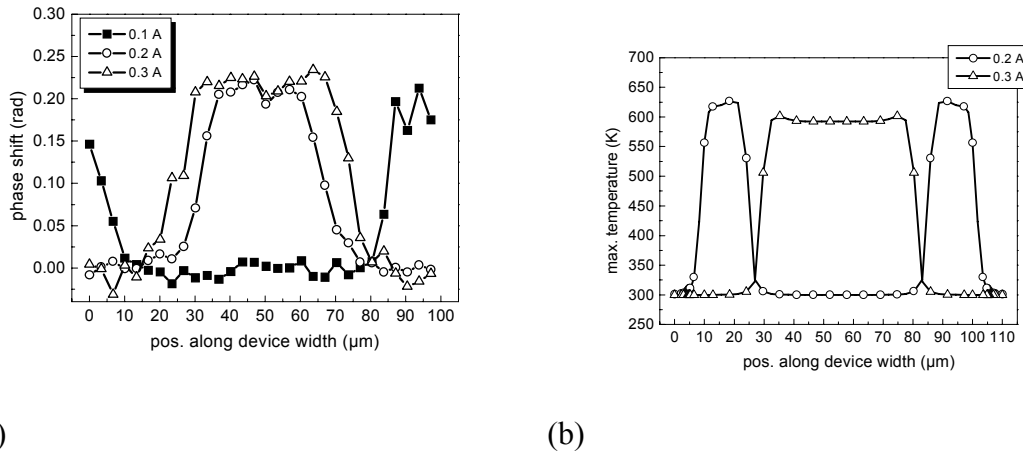 0.1 A
0.2 A
0.3 A
0.30
0.25
0.20
0.15
0.10
0.05
0.00
phase shift (rad)
0 10 20 30 40 50 60 70 80 90 100
pos. along device width (µm)
0.2 A
0.3 A
700
650
600
550
500
450
400
350
300
250
max. temperature (K)
0 10 20 30 40 50 60 70 80 90 100 110
pos. along device width (µm)
)
(b)